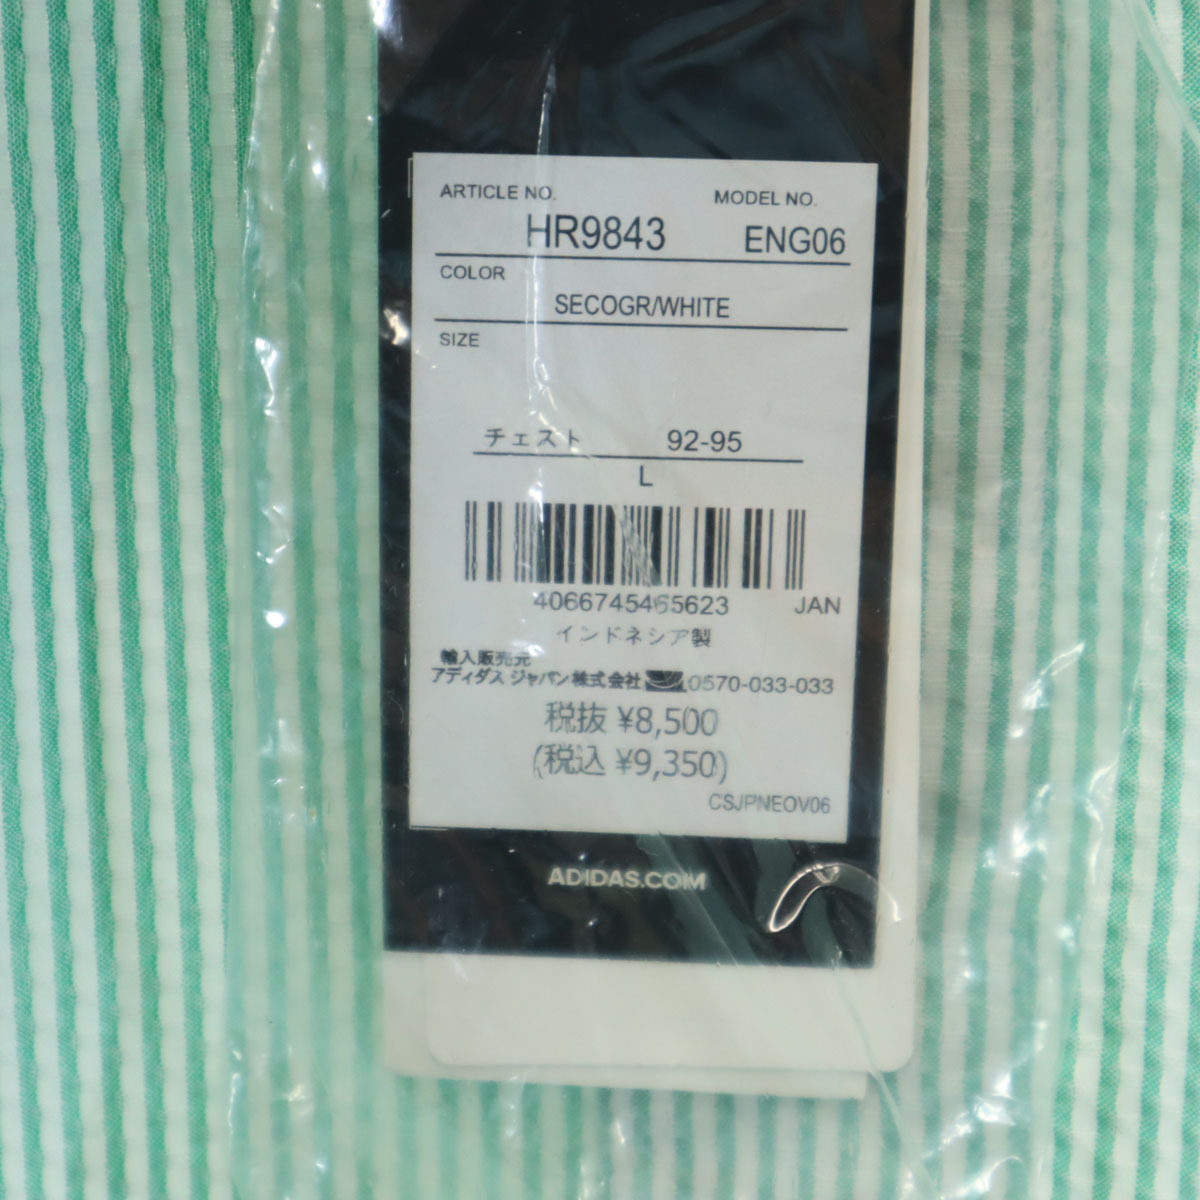 ARTICLE NO. MODEL NO.
HR9843 ENG06
COLOR
SECOGR/WHITE
SIZE
チェスト 92-95
L
4066745465623 JAN
インドネシア製
輸入販売元
アディダス ジャパン株式会社 0570-033-033
税抜 ¥8,500
(税込 ¥9,350)
CSJPNEOV06
ADIDAS.COM